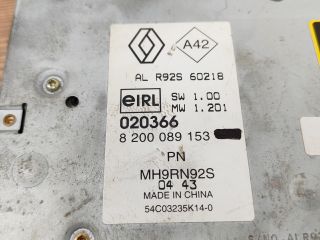 A42
AL R92S 60218
eIRL SW 1.00
MW 1.201
020366
8 200 089 153
PN
MH9RN92S
04 43
MADE IN CHINA
54C03235K14-0